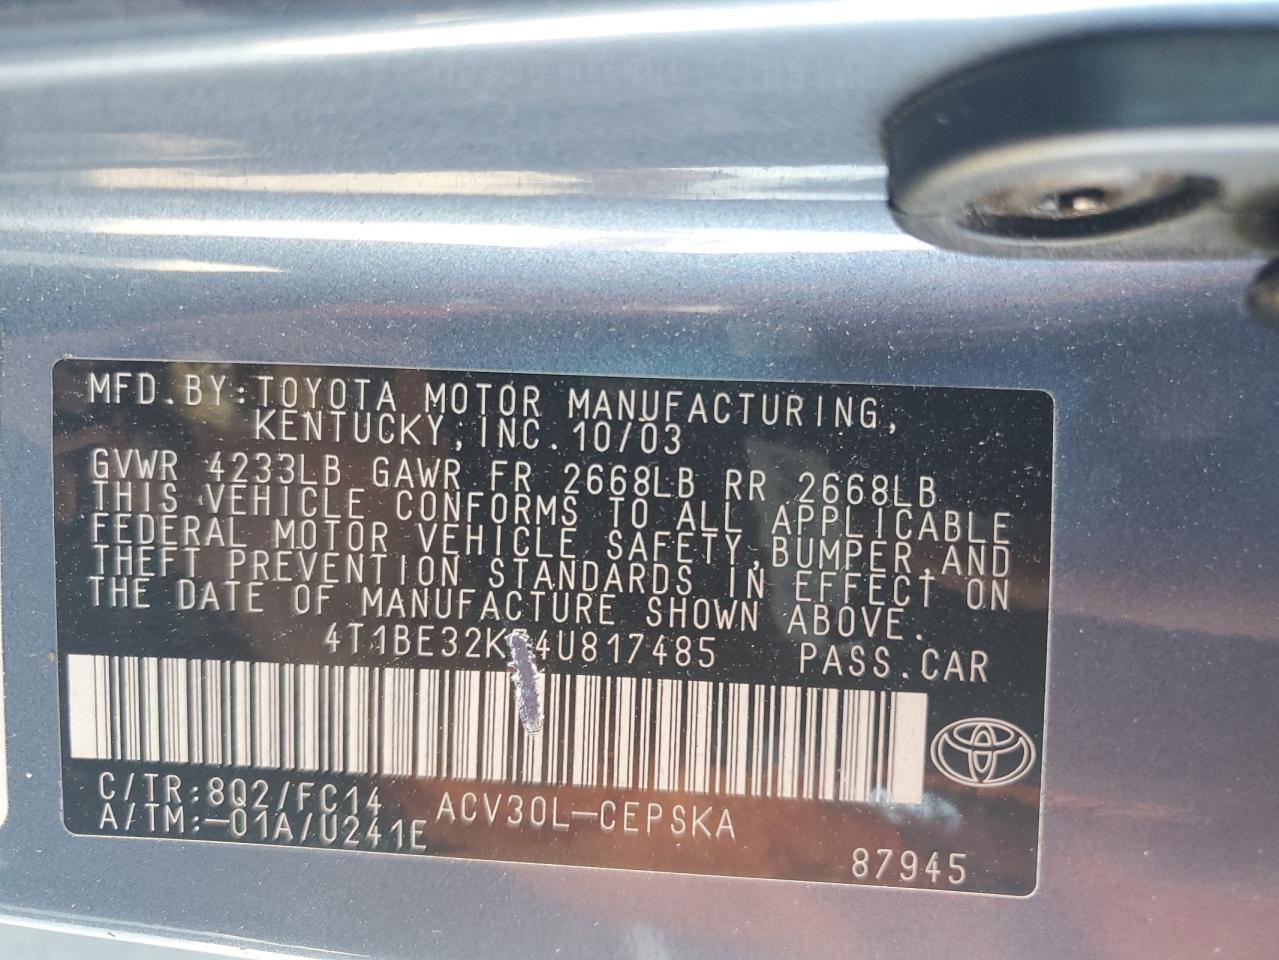 MFD. BY: TOYOTA MOTOR MANUFACTURING,
KENTUCKY, INC. 10/03
GVWR 4233LB GAWR FR 2668LB RR 2668LB
THIS VEHICLE CONFORMS TO ALL APPLICABLE
FEDERAL MOTOR VEHICLE SAFETY, BUMPER, AND
THEFT PREVENTION STANDARDS IN EFFECT ON
THE DATE OF MANUFACTURE SHOWN ABOVE.
PASS. CAR
C/TR: 8Q2/FC14 ACV30L-CEPSKA
A/TM: -01A/U241E
87945